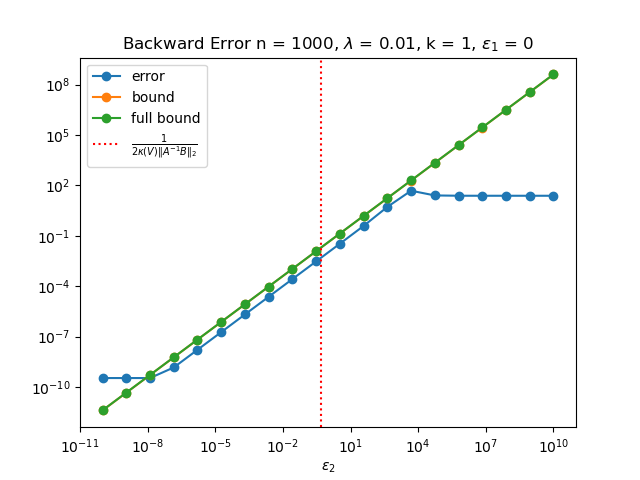 Backward Error n = 1000, λ = 0.01, k = 1, ε₁ = 0
error
bound
full bound
1/(2κ(V)‖A⁻¹B‖₂)
10⁸
10⁵
10²
10⁻¹
10⁻⁴
10⁻⁷
10⁻¹⁰
10⁻¹¹ 10⁻⁸ 10⁻⁵ 10⁻² 10¹ 10⁴ 10⁷ 10¹⁰
ε₂